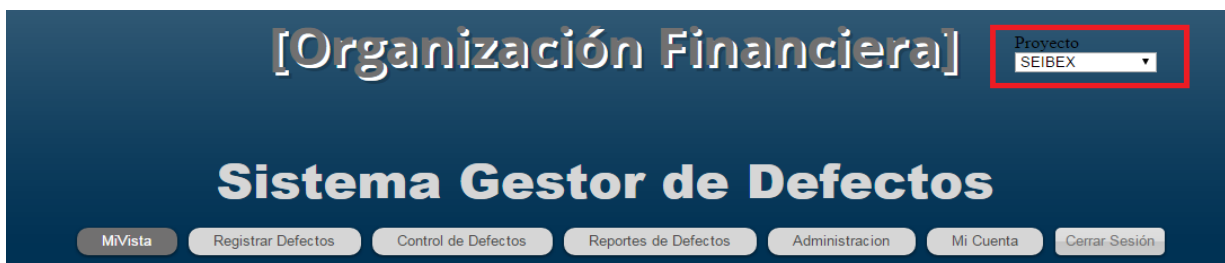 [Organización Financiera]
Proyecto
SEIBEX
Sistema Gestor de Defectos
MiVista Registrar Defectos Control de Defectos Reportes de Defectos Administracion Mi Cuenta Cerrar Sesión